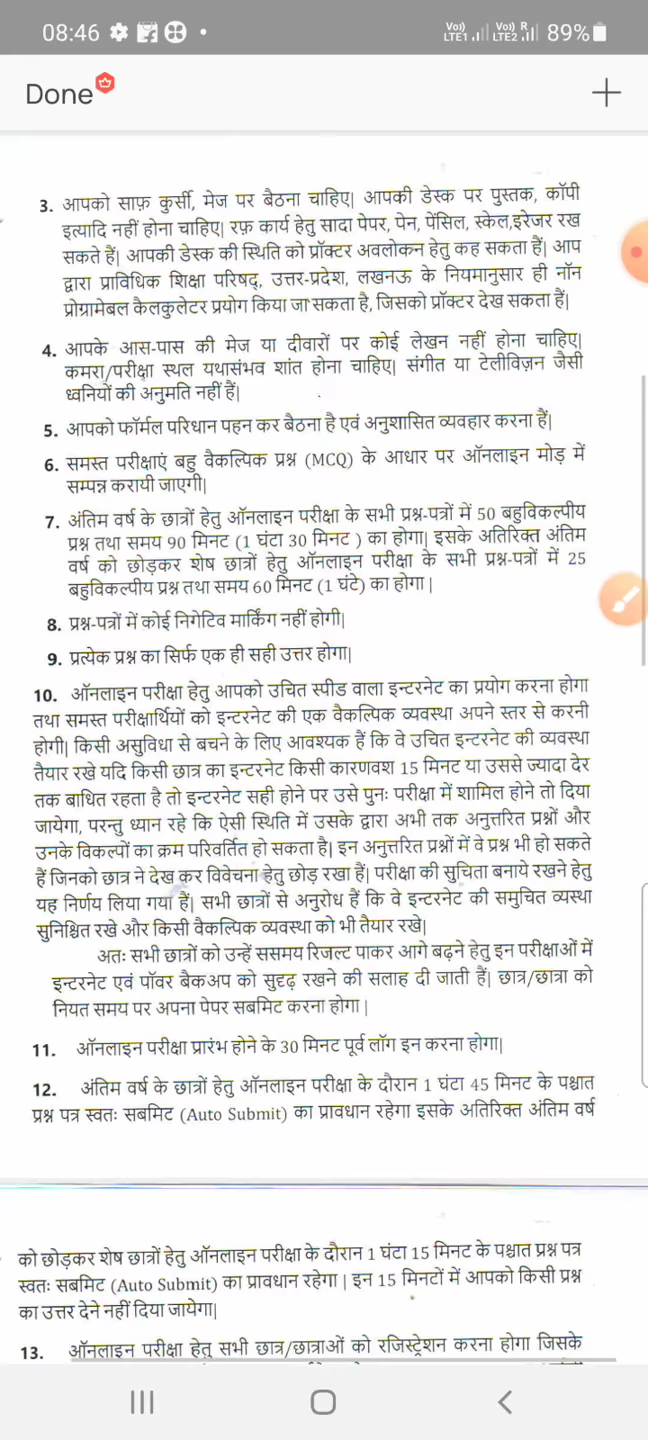 08:46
Vo)) LTE1 Vo)) R LTE2 89%
Done
3. आपको साफ़ कुर्सी, मेज पर बैठना चाहिए| आपकी डेस्क पर पुस्तक, कॉपी
इत्यादि नहीं होना चाहिए| रफ़ कार्य हेतु सादा पेपर, पेन, पेंसिल, स्केल,इरेजर रख
सकते हैं| आपकी डेस्क की स्थिति को प्रॉक्टर अवलोकन हेतु कह सकता हैं| आप
द्वारा प्राविधिक शिक्षा परिषद्, उत्तर-प्रदेश, लखनऊ के नियमानुसार ही नॉन
प्रोग्रामेबल कैलकुलेटर प्रयोग किया जा सकता है, जिसको प्रॉक्टर देख सकता हैं|
4. आपके आस-पास की मेज या दीवारों पर कोई लेखन नहीं होना चाहिए|
कमरा/परीक्षा स्थल यथासंभव शांत होना चाहिए| संगीत या टेलीविज़न जैसी
ध्वनियों की अनुमति नहीं हैं|
5. आपको फॉर्मल परिधान पहन कर बैठना है एवं अनुशासित व्यवहार करना हैं|
6. समस्त परीक्षाएं बहु वैकल्पिक प्रश्न (MCQ) के आधार पर ऑनलाइन मोड़ में
सम्पन्न करायी जाएगी|
7. अंतिम वर्ष के छात्रों हेतु ऑनलाइन परीक्षा के सभी प्रश्न-पत्रों में 50 बहुविकल्पीय
प्रश्न तथा समय 90 मिनट (1 घंटा 30 मिनट ) का होगा| इसके अतिरिक्त अंतिम
वर्ष को छोड़कर शेष छात्रों हेतु ऑनलाइन परीक्षा के सभी प्रश्न-पत्रों में 25
बहुविकल्पीय प्रश्न तथा समय 60 मिनट (1 घंटे) का होगा |
8. प्रश्न-पत्रों में कोई निगेटिव मार्किंग नहीं होगी|
9. प्रत्येक प्रश्न का सिर्फ एक ही सही उत्तर होगा|
10. ऑनलाइन परीक्षा हेतु आपको उचित स्पीड वाला इन्टरनेट का प्रयोग करना होगा
तथा समस्त परीक्षार्थियों को इन्टरनेट की एक वैकल्पिक व्यवस्था अपने स्तर से करनी
होगी| किसी असुविधा से बचने के लिए आवश्यक हैं कि वे उचित इन्टरनेट की व्यवस्था
तैयार रखे यदि किसी छात्र का इन्टरनेट किसी कारणवश 15 मिनट या उससे ज्यादा देर
तक बाधित रहता है तो इन्टरनेट सही होने पर उसे पुनः परीक्षा में शामिल होने तो दिया
जायेगा, परन्तु ध्यान रहे कि ऐसी स्थिति में उसके द्वारा अभी तक अनुत्तरित प्रश्नों और
उनके विकल्पों का क्रम परिवर्तित हो सकता है| इन अनुत्तरित प्रश्नों में वे प्रश्न भी हो सकते
हैं जिनको छात्र ने देख कर विवेचना हेतु छोड़ रखा हैं| परीक्षा की सुचिता बनाये रखने हेतु
यह निर्णय लिया गया हैं| सभी छात्रों से अनुरोध हैं कि वे इन्टरनेट की समुचित व्यस्था
सुनिश्चित रखे और किसी वैकल्पिक व्यवस्था को भी तैयार रखे|
अतः सभी छात्रों को उन्हें ससमय रिजल्ट पाकर आगे बढ़ने हेतु इन परीक्षाओं में
इन्टरनेट एवं पॉवर बैकअप को सुदृढ़ रखने की सलाह दी जाती हैं| छात्र/छात्रा को
नियत समय पर अपना पेपर सबमिट करना होगा |
11. ऑनलाइन परीक्षा प्रारंभ होने के 30 मिनट पूर्व लॉग इन करना होगा|
12. अंतिम वर्ष के छात्रों हेतु ऑनलाइन परीक्षा के दौरान 1 घंटा 45 मिनट के पश्चात
प्रश्न पत्र स्वतः सबमिट (Auto Submit) का प्रावधान रहेगा इसके अतिरिक्त अंतिम वर्ष
को छोड़कर शेष छात्रों हेतु ऑनलाइन परीक्षा के दौरान 1 घंटा 15 मिनट के पश्चात प्रश्न पत्र
स्वतः सबमिट (Auto Submit) का प्रावधान रहेगा | इन 15 मिनटों में आपको किसी प्रश्न
का उत्तर देने नहीं दिया जायेगा|
13. ऑनलाइन परीक्षा हेतु सभी छात्र/छात्राओं को रजिस्ट्रेशन करना होगा जिसके